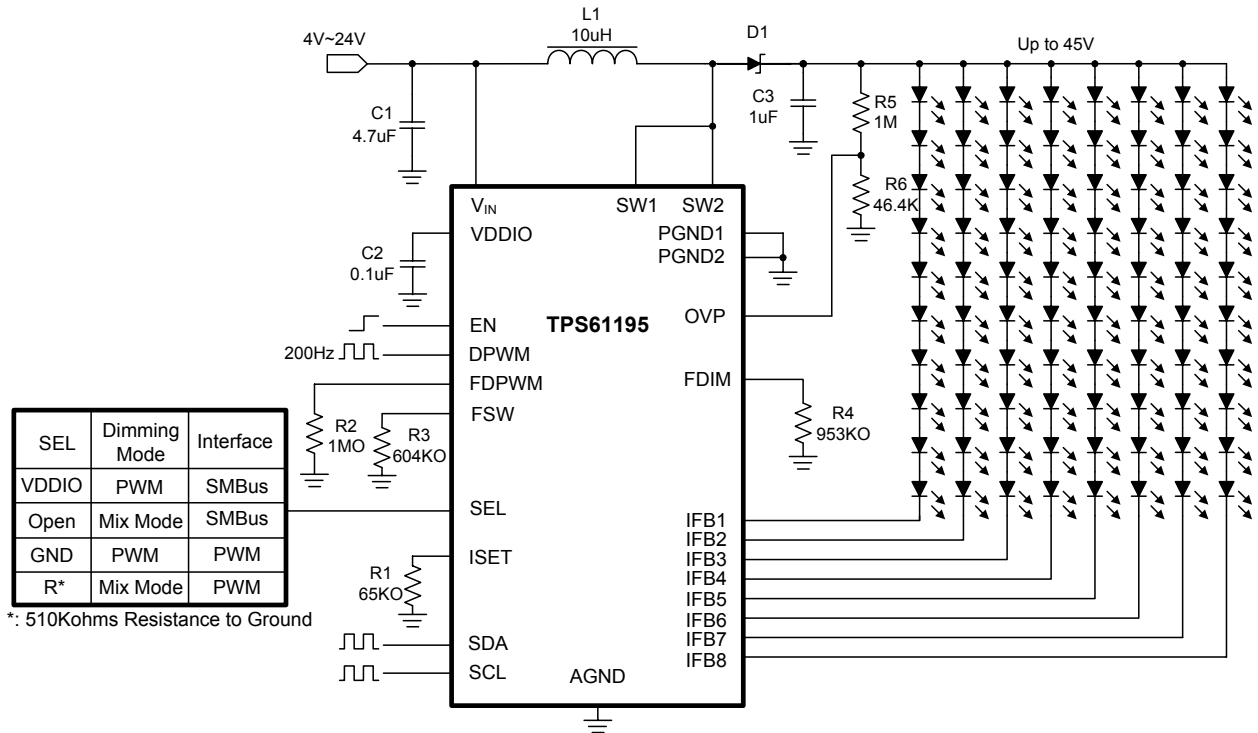 L1
10uH
D1
4V~24V
Up to 45V
C1
4.7uF
C3
1uF
R5
1M
R6
46.4K
VIN
SW1
SW2
VDDIO
PGND1
PGND2
C2
0.1uF
EN
TPS61195
OVP
200Hz
DPWM
FDPWM
FDIM
FSW
R2
1MO
R3
604KO
R4
953KO
SEL
Dimming
Mode
Interface
VDDIO
PWM
SMBus
Open
Mix Mode
SMBus
GND
PWM
PWM
R*
Mix Mode
PWM
*: 510Kohms Resistance to Ground
SEL
ISET
R1
65KO
SDA
SCL
AGND
IFB1
IFB2
IFB3
IFB4
IFB5
IFB6
IFB7
IFB8